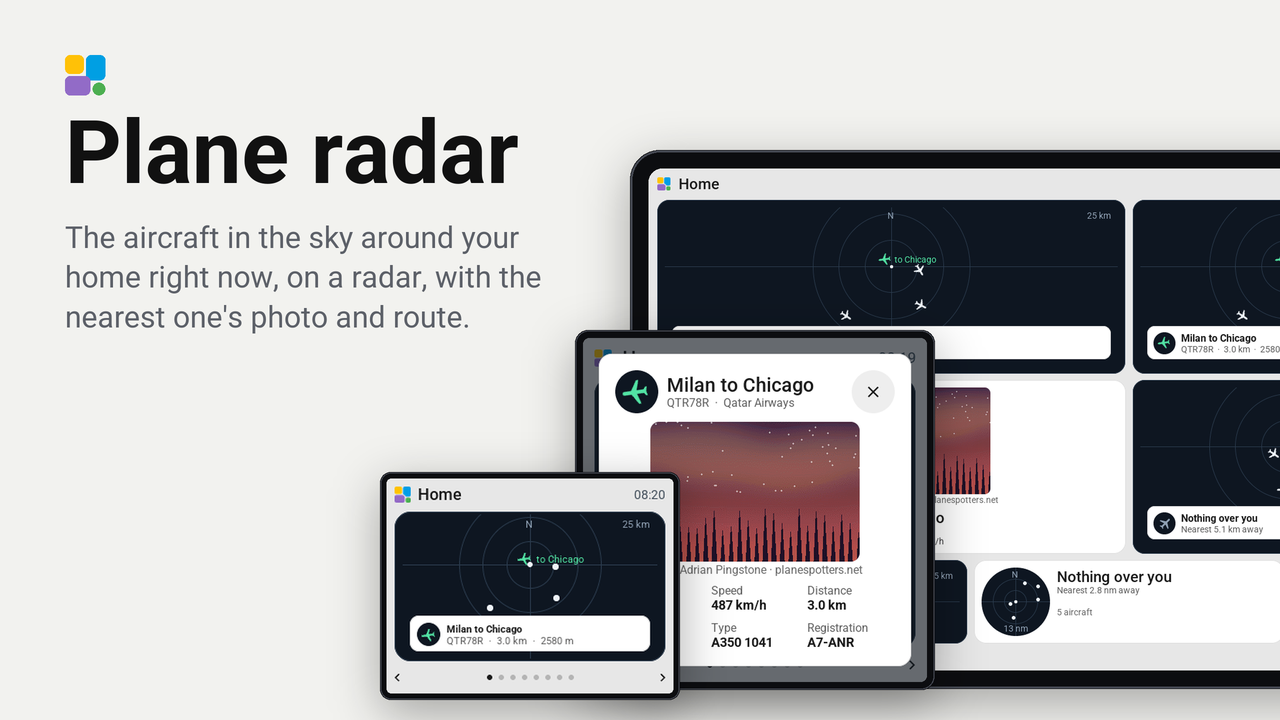 Plane radar
The aircraft in the sky around your
home right now, on a radar, with the
nearest one's photo and route.
Home
N
25 km
to Chicago
Milan to Chicago
QTR78R · 3.0 km · 2580
Nothing over you
Nearest 5.1 km away
lanespotters.net
o
/h
5 km
N
13 nm
Nothing over you
Nearest 2.8 nm away
5 aircraft
Milan to Chicago
QTR78R · Qatar Airways
Adrian Pingstone · planespotters.net
Speed
487 km/h
Distance
3.0 km
Type
A350 1041
Registration
A7-ANR
Home
08:20
N
25 km
to Chicago
Milan to Chicago
QTR78R · 3.0 km · 2580 m